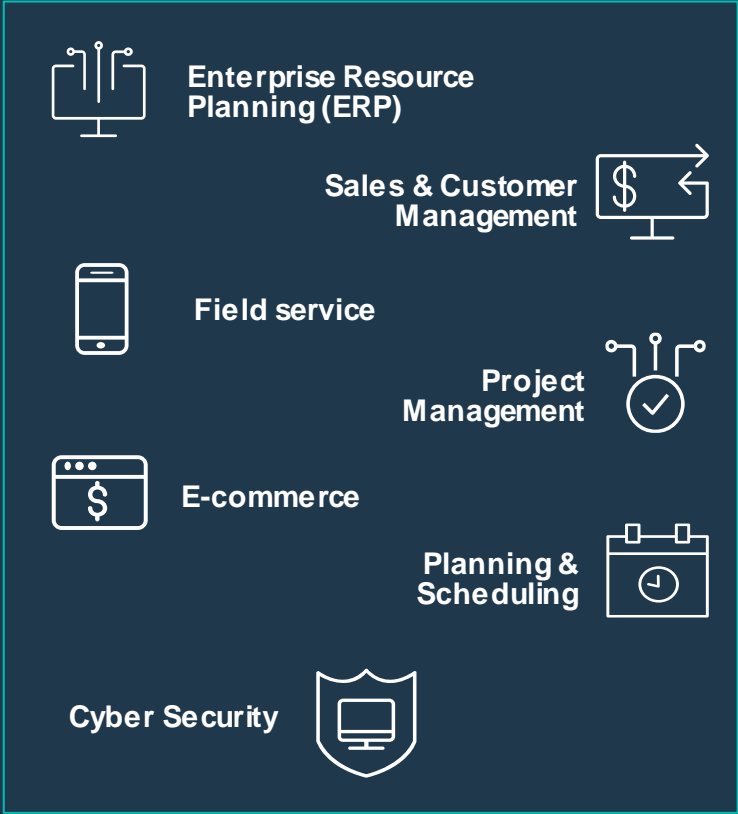 Enterprise Resource
Planning (ERP)
Sales & Customer
Management
Field service
Project
Management
E-commerce
Planning &
Scheduling
Cyber Security